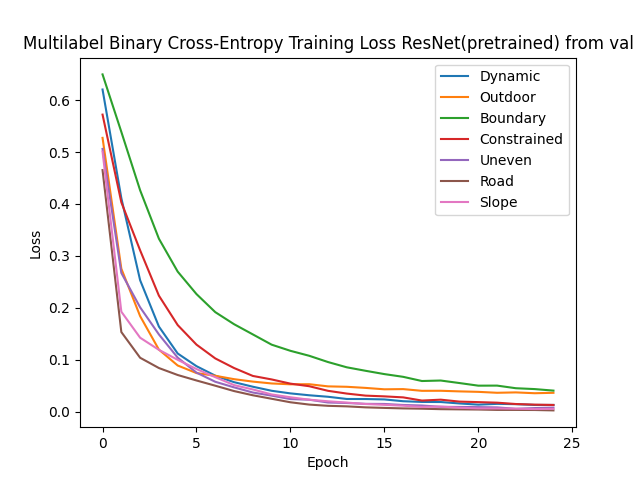 Multilabel Binary Cross-Entropy Training Loss ResNet(pretrained) from val
Dynamic
Outdoor
Boundary
Constrained
Uneven
Road
Slope
0.6
0.5
0.4
0.3
0.2
0.1
0.0
Loss
0 5 10 15 20 25
Epoch